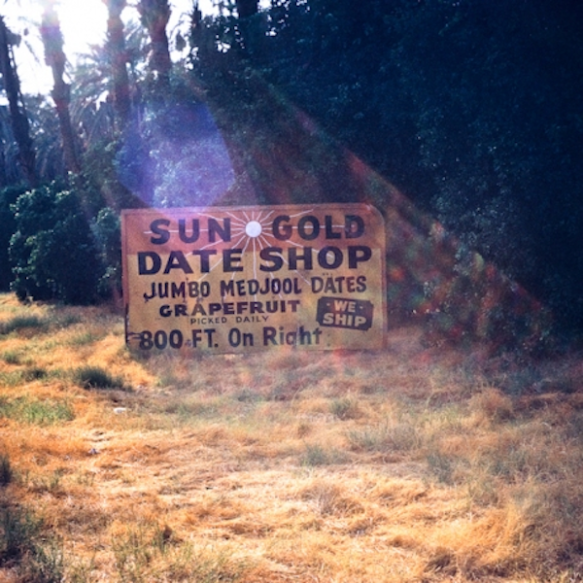 SUN GOLD
DATE SHOP
JUMBO MEDJOOL DATES
GRAPEFRUIT
PICKED DAILY
·WE·
SHIP
800 FT. On Right